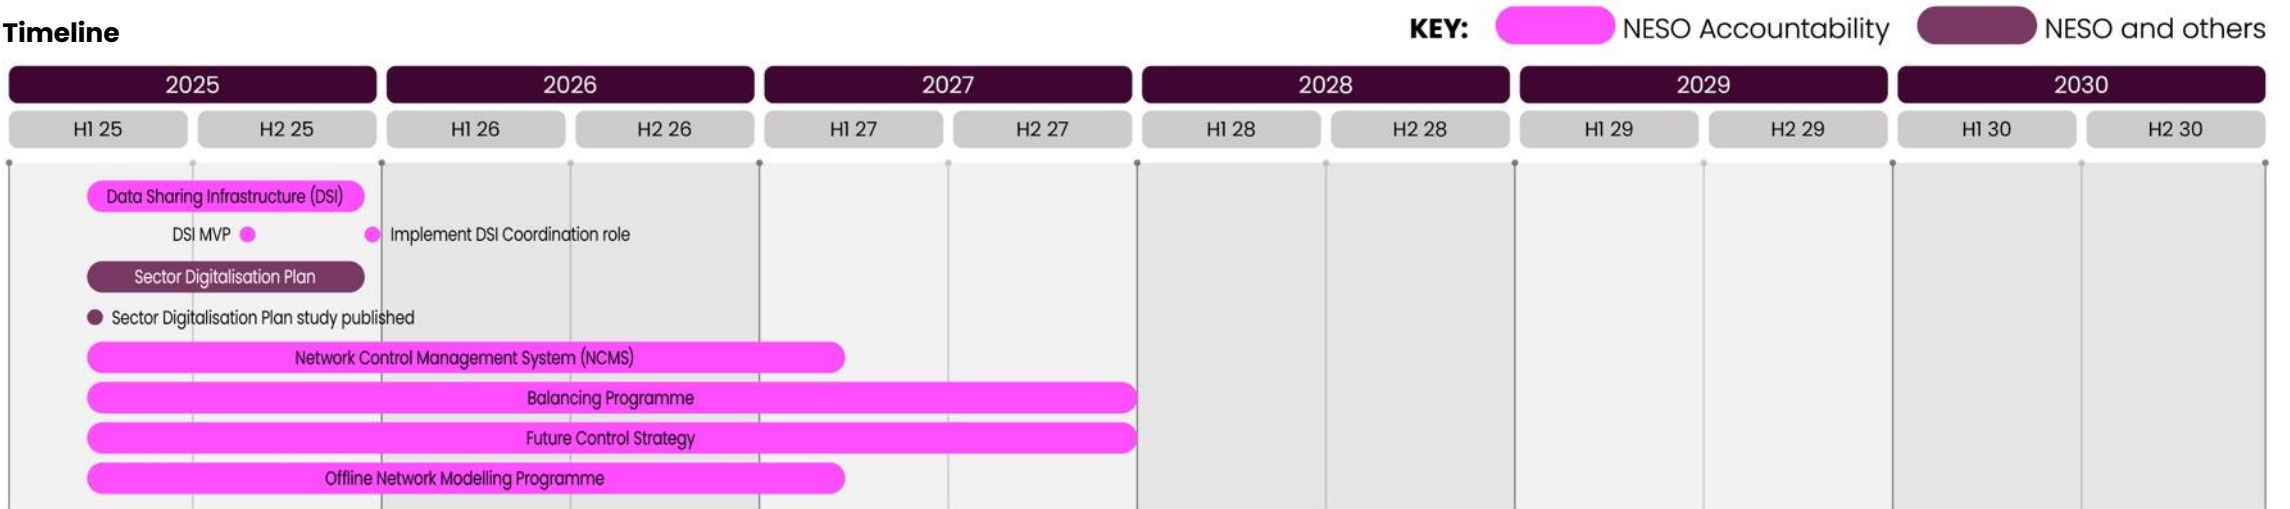 Timeline
KEY: NESO Accountability NESO and others
2025 2026 2027 2028 2029 2030
H1 25 H2 25 H1 26 H2 26 H1 27 H2 27 H1 28 H2 28 H1 29 H2 29 H1 30 H2 30
Data Sharing Infrastructure (DSI)
DSI MVP Implement DSI Coordination role
Sector Digitalisation Plan
Sector Digitalisation Plan study published
Network Control Management System (NCMS)
Balancing Programme
Future Control Strategy
Offline Network Modelling Programme